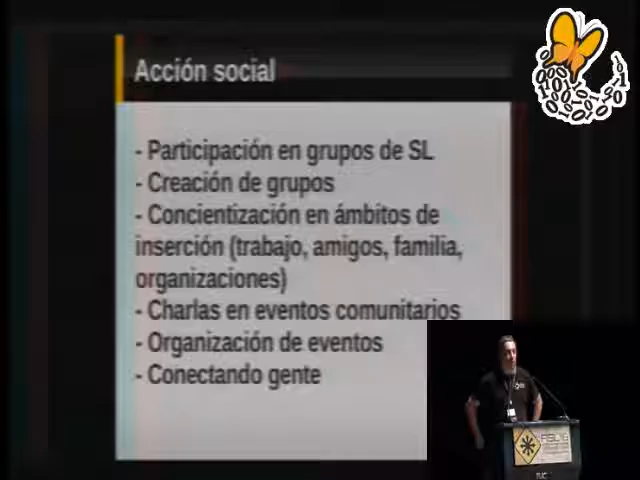 Acción social
- Participación en grupos de SL
- Creación de grupos
- Concientización en ámbitos de
inserción (trabajo, amigos, familia,
organizaciones)
- Charlas en eventos comunitarios
- Organización de eventos
- Conectando gente